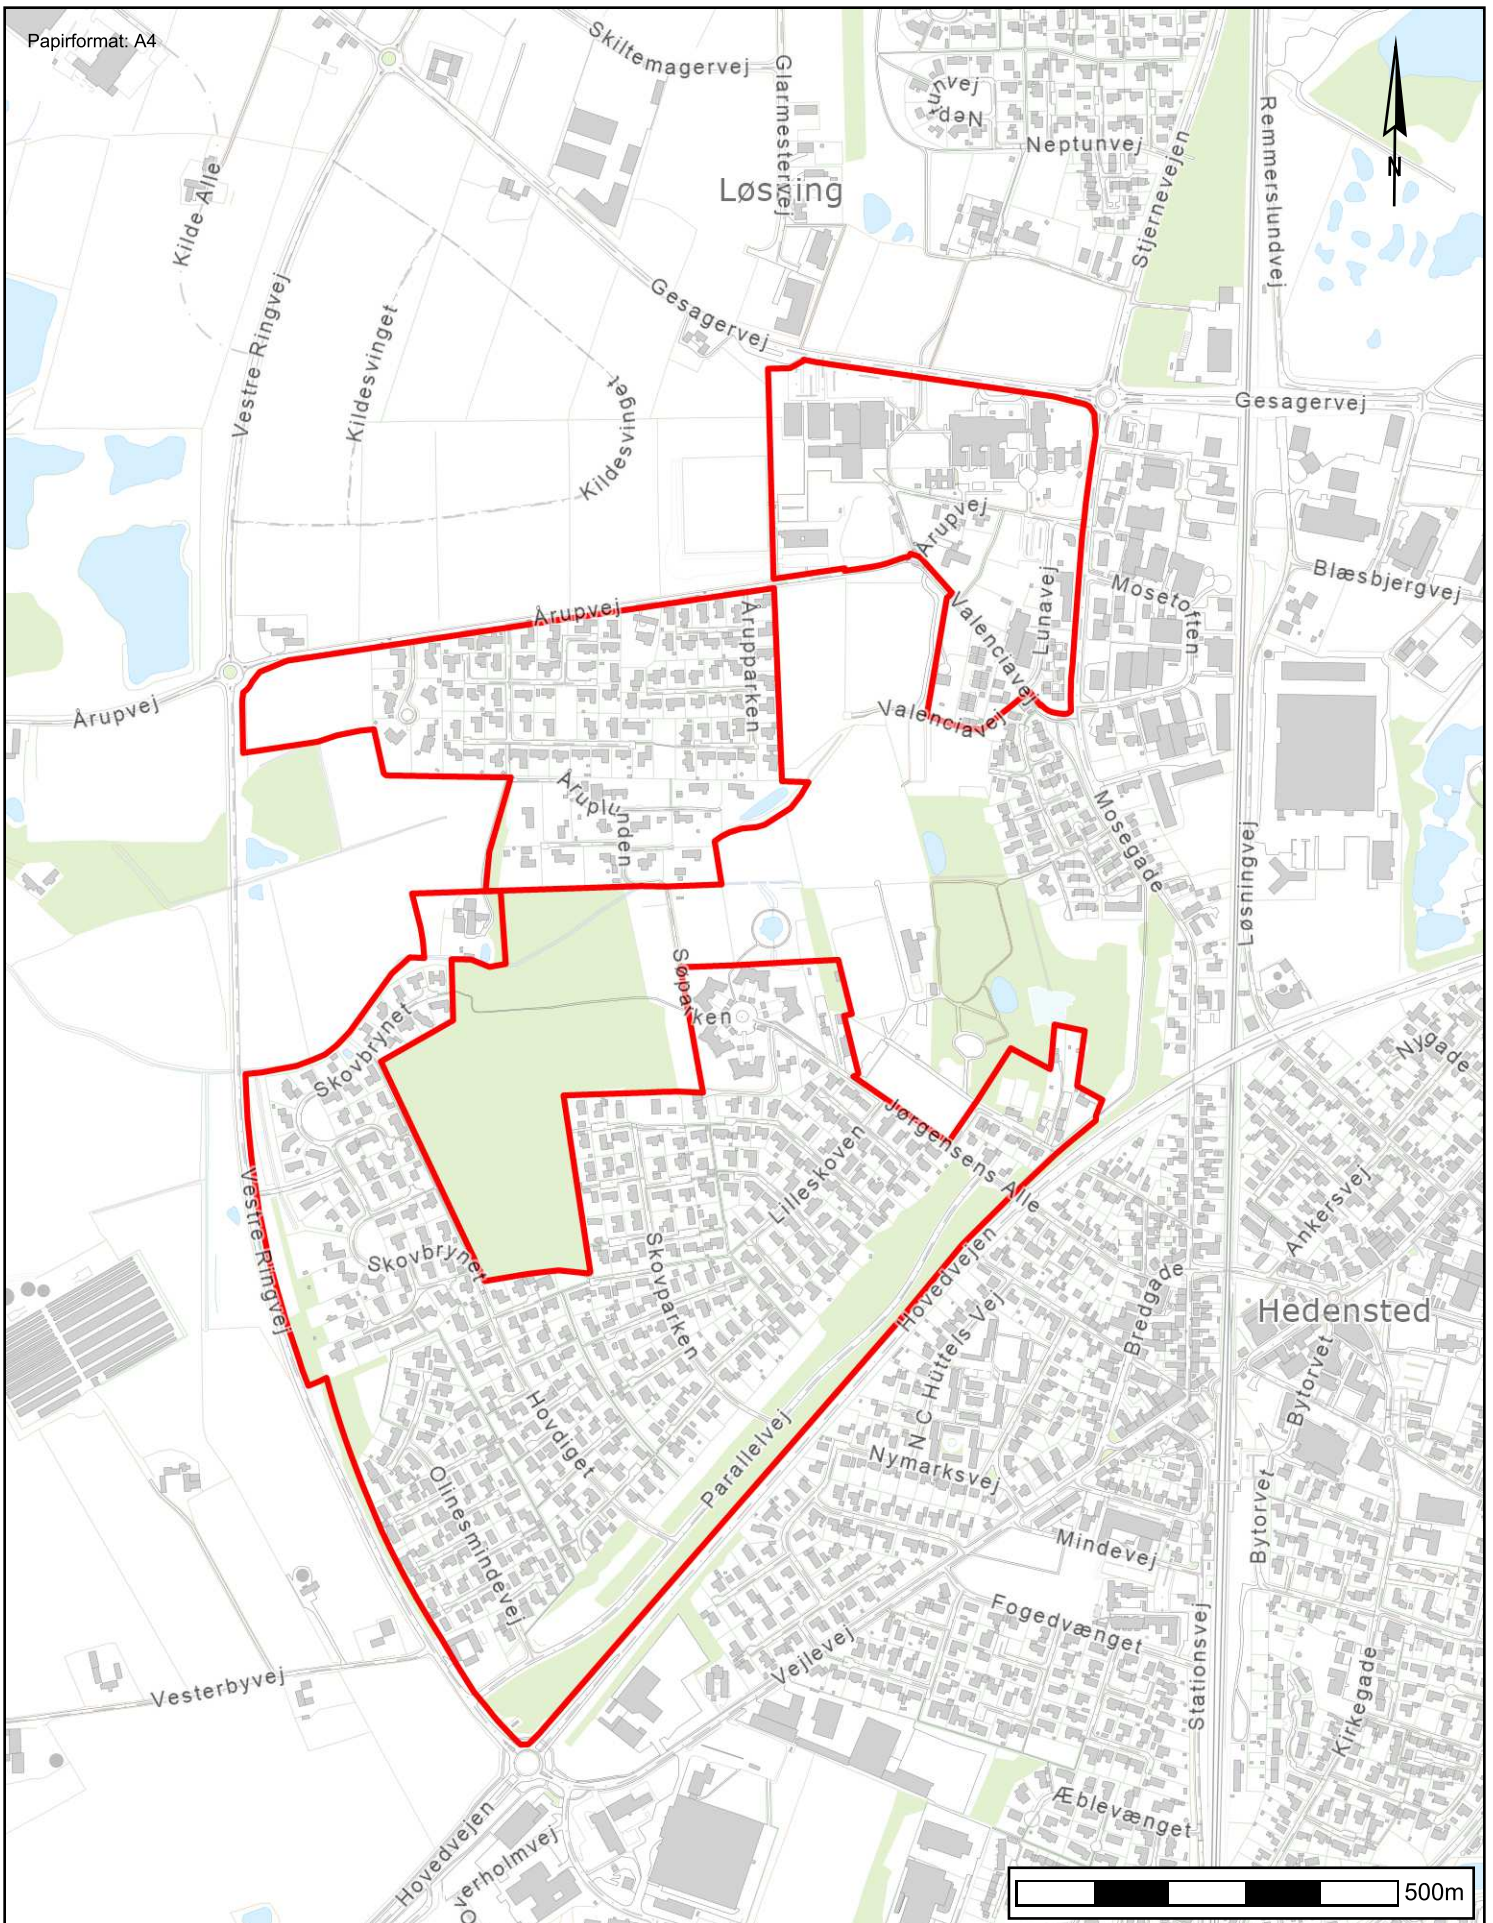 Papirformat: A4
Skiltemagervej
Glarmestervej
Neptunvej
Neptunvej
Remmerslundvej
N
Kilde Alle
Løsning
Stjernevejen
Vestre Ringvej
Kildesvinget
Gesagervej
Kildesvinget
Gesagervej
Årupvej
Blæsbjergvej
Mosetoften
Lunavej
Valenciavej
Årupvej
Årupparken
Årupvej
Valenciavej
Åruplunden
Mosegade
Løsningvej
Søparken
Skovbrynet
Nygade
Jørgensens Alle
Lilleskoven
Ankersvej
Vestre Ringvej
Skovbrynet
Skovparken
Hovedvejen
Bredgade
Hedensted
N C Hüttels Vej
Bytorvet
Hovdiget
Parallelvej
Nymarksvej
Olinesmindevej
Bytorvet
Mindevej
Fogedvænget
Vejlevej
Stationsvej
Kirkegade
Vesterbyvej
Æblevænget
Hovedvejen
verholmvej
500m